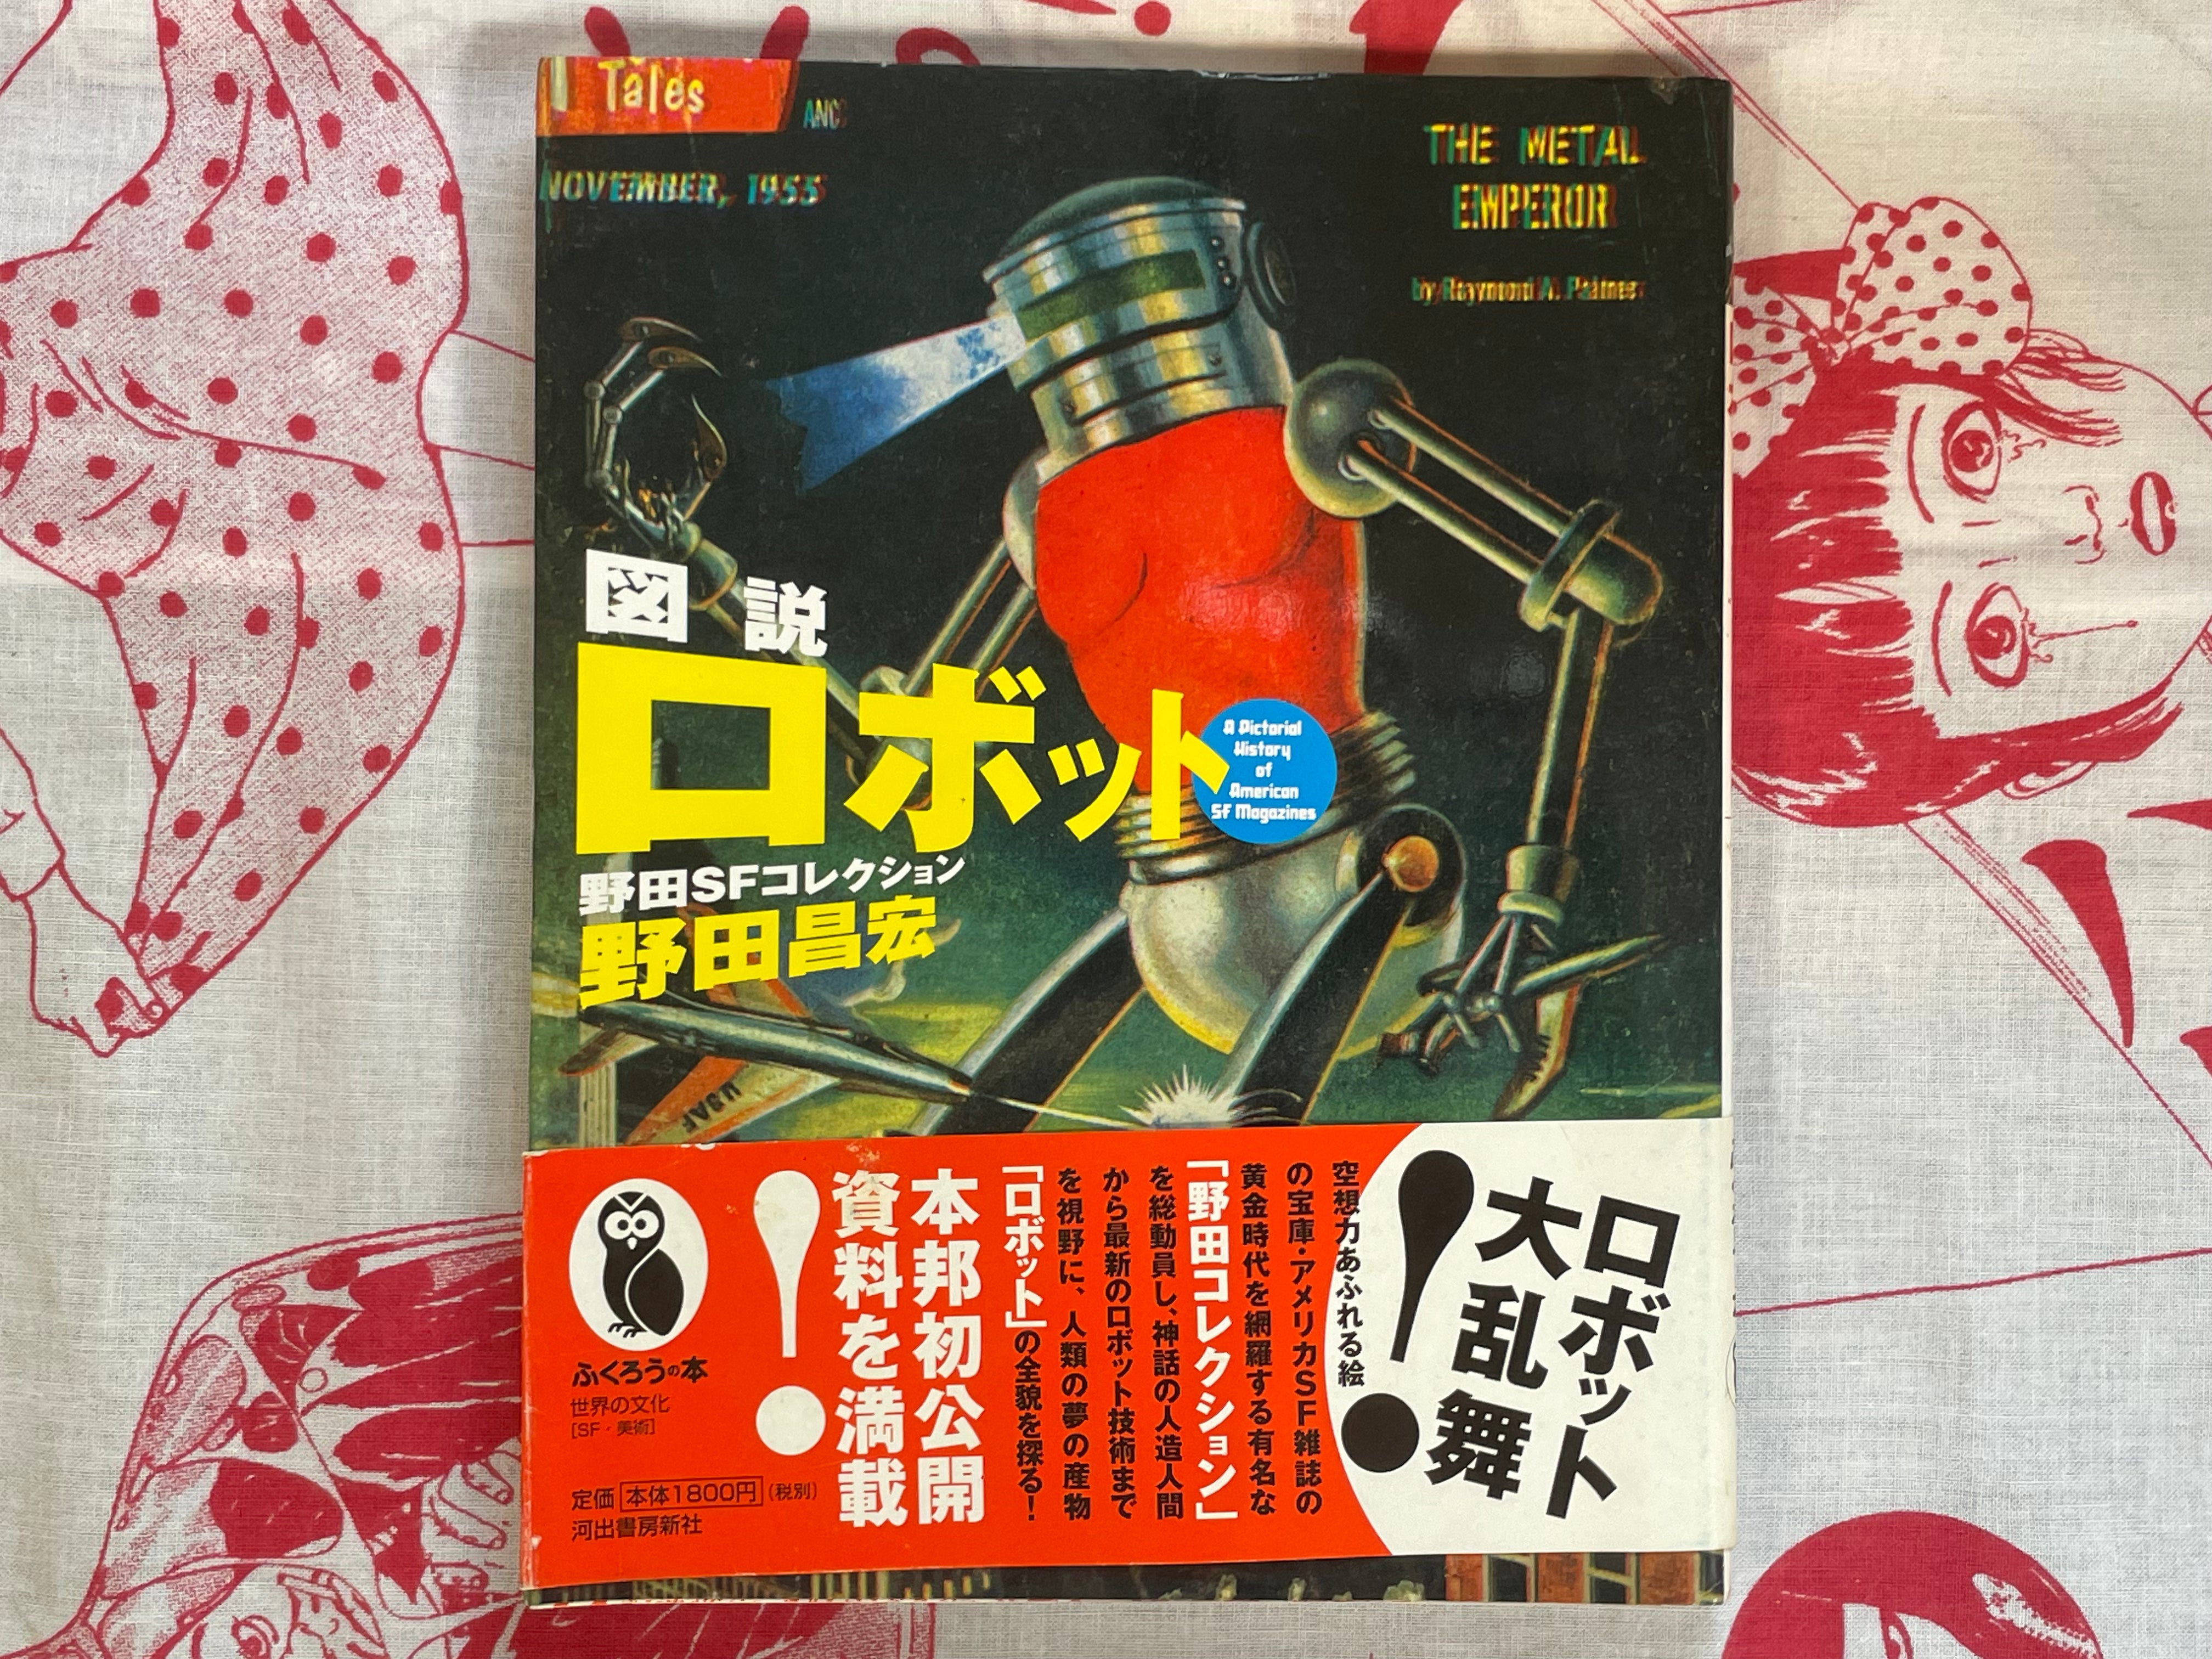 Tales
NOVEMBER, 1955
THE METAL
EMPEROR
by Raymond A. Palmer
図説
ロボット
A Pictorial
History
of
American
SF Magazines
野田SFコレクション
野田昌宏
USAF
ロボット
大乱舞
!
空想力あふれる絵
の宝庫・アメリカSF雑誌の
黄金時代を網羅する有名な
「野田コレクション」
を総動員し、神話の人造人間
から最新のロボット技術まで
を視野に、人類の夢の産物
「ロボット」の全貌を探る!
本邦初公開
資料を満載
!
ふくろうの本
世界の文化
[SF・美術]
定価 本体1800円 (税別)
河出書房新社